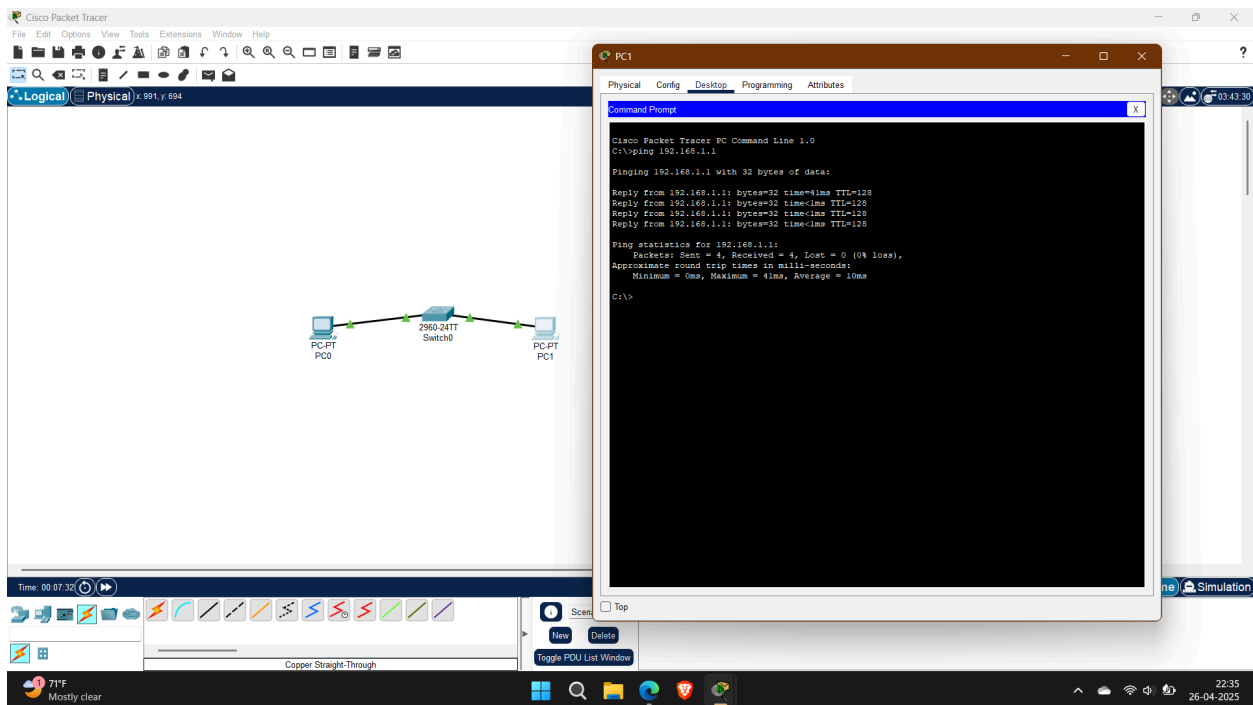 Cisco Packet Tracer
File Edit Options View Tools Extensions Window Help
?
Logical Physical x: 991, y: 694
03:43:30
PC1
Physical Config Desktop Programming Attributes
Command Prompt X
Cisco Packet Tracer PC Command Line 1.0
C:\>ping 192.168.1.1
Pinging 192.168.1.1 with 32 bytes of data:
Reply from 192.168.1.1: bytes=32 time=41ms TTL=128
Reply from 192.168.1.1: bytes=32 time<1ms TTL=128
Reply from 192.168.1.1: bytes=32 time<1ms TTL=128
Reply from 192.168.1.1: bytes=32 time<1ms TTL=128
Ping statistics for 192.168.1.1:
Packets: Sent = 4, Received = 4, Lost = 0 (0% loss),
Approximate round trip times in milli-seconds:
Minimum = 0ms, Maximum = 41ms, Average = 10ms
C:\>
Top
2960-24TT
Switch0
PC-PT
PC0
PC-PT
PC1
Time: 00:07:32
Simulation
New Delete
Toggle PDU List Window
Copper Straight-Through
1
71°F
Mostly clear
22:35
26-04-2025